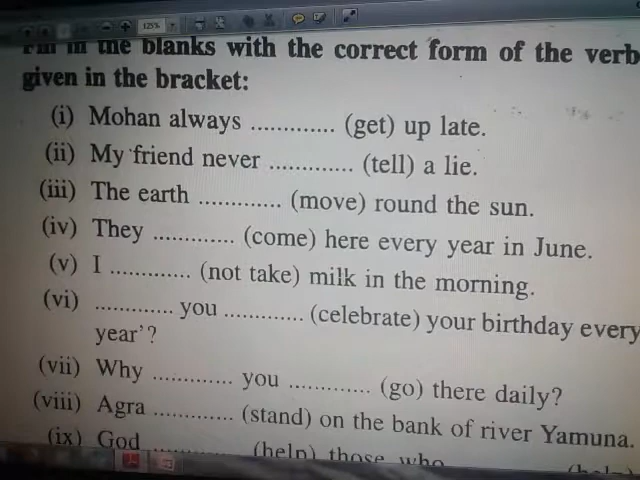 125%
Fill in the blanks with the correct form of the verb
given in the bracket:
(i) Mohan always ............. (get) up late.
(ii) My friend never ............. (tell) a lie.
(iii) The earth ............. (move) round the sun.
(iv) They ............. (come) here every year in June.
(v) I ............. (not take) milk in the morning.
(vi) ............. you ............. (celebrate) your birthday every
year'?
(vii) Why ............. you ............. (go) there daily?
(viii) Agra ............. (stand) on the bank of river Yamuna.
(ix) God ............. (help) those who (help)